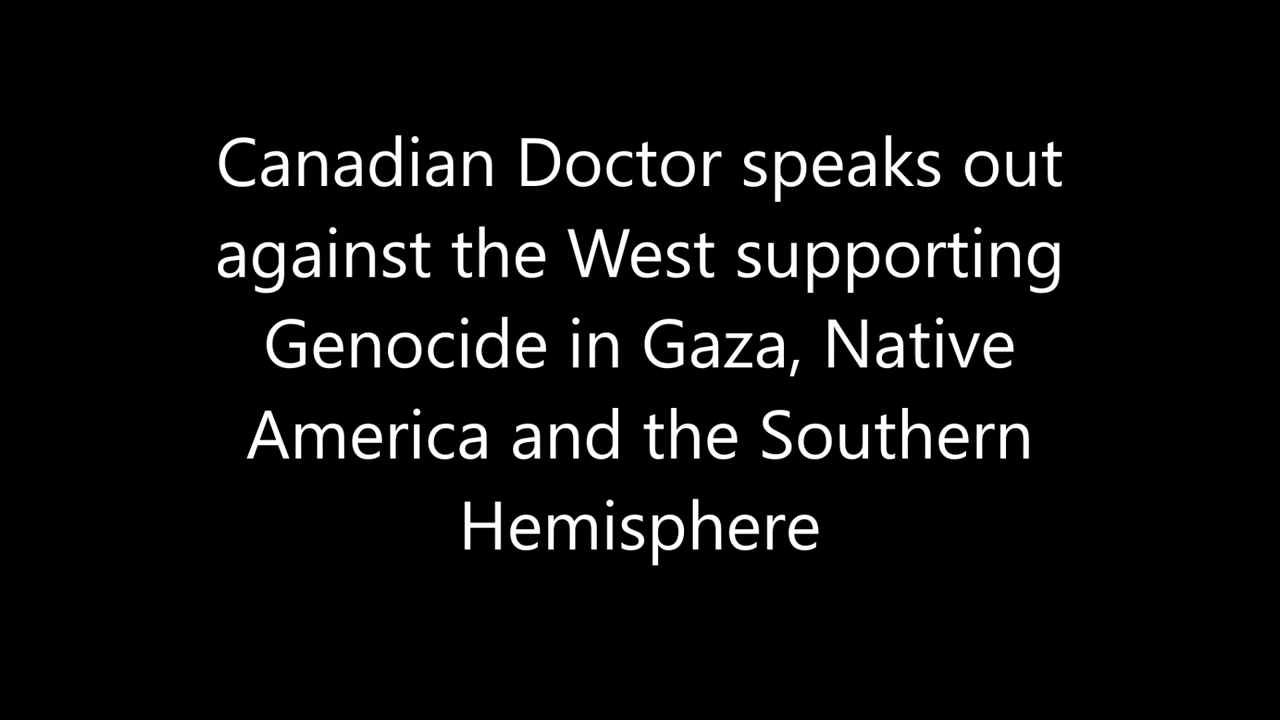 Canadian Doctor speaks out
against the West supporting
Genocide in Gaza, Native
America and the Southern
Hemisphere